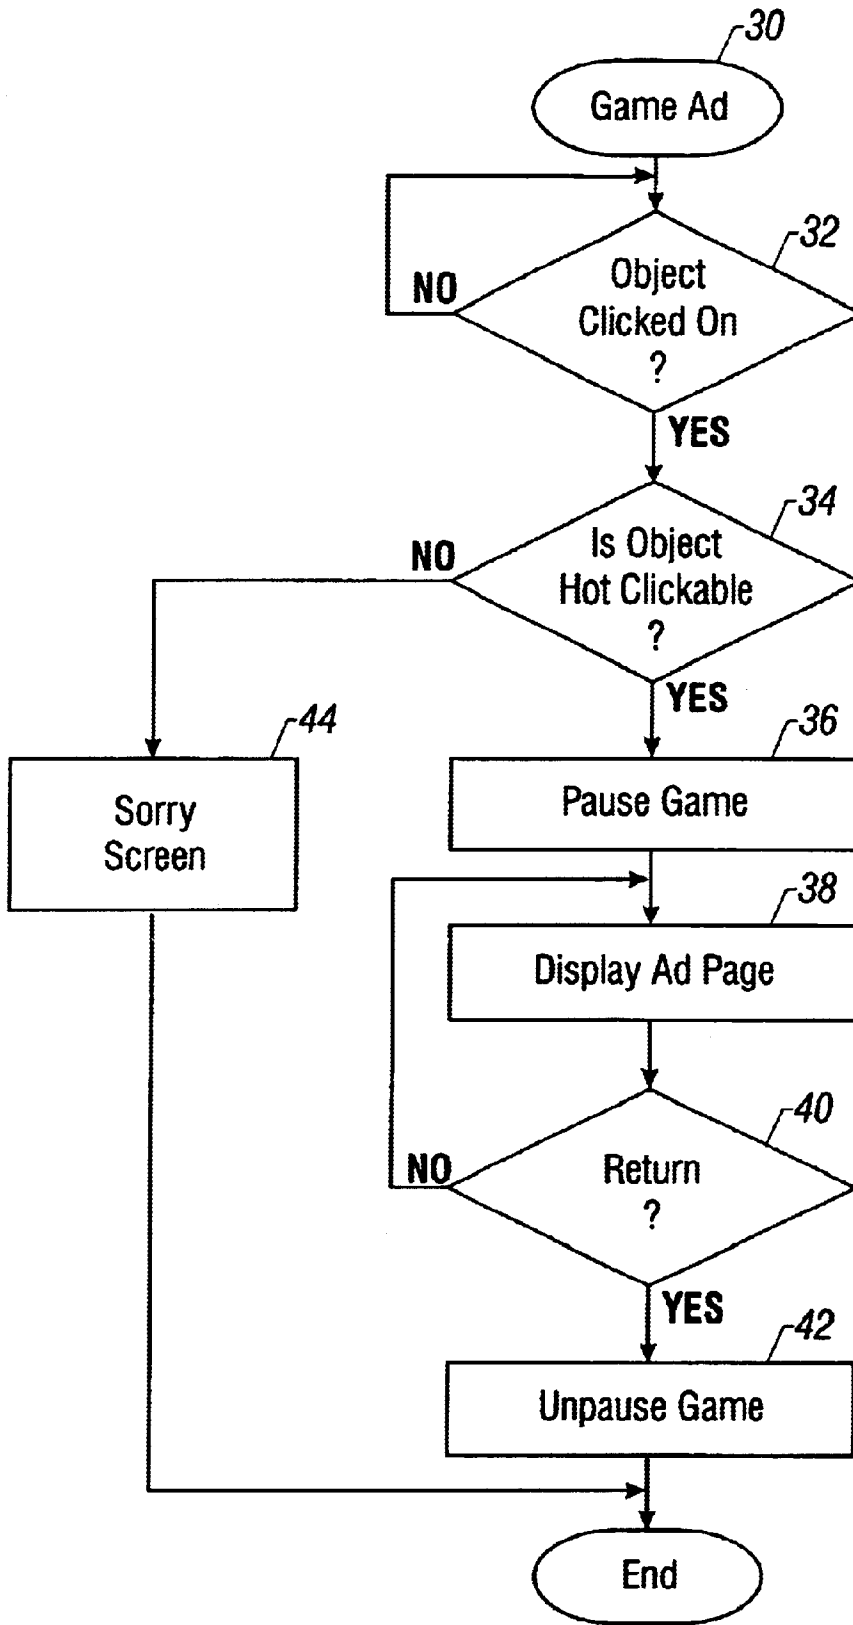 30
Game Ad
32
Object
Clicked On
?
NO
YES
34
Is Object
Hot Clickable
?
NO
YES
44
Sorry
Screen
36
Pause Game
38
Display Ad Page
40
Return
?
NO
YES
42
Unpause Game
End